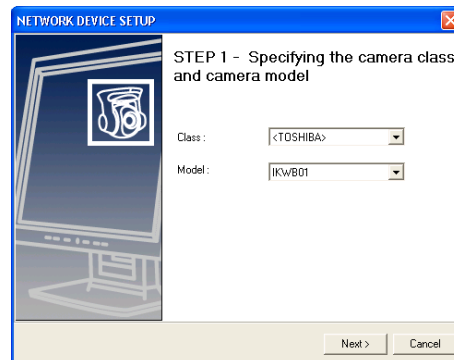 NETWORK DEVICE SETUP
STEP 1 - Specifying the camera class
and camera model
Class :
<TOSHIBA>
Model :
IKWB01
Next >
Cancel